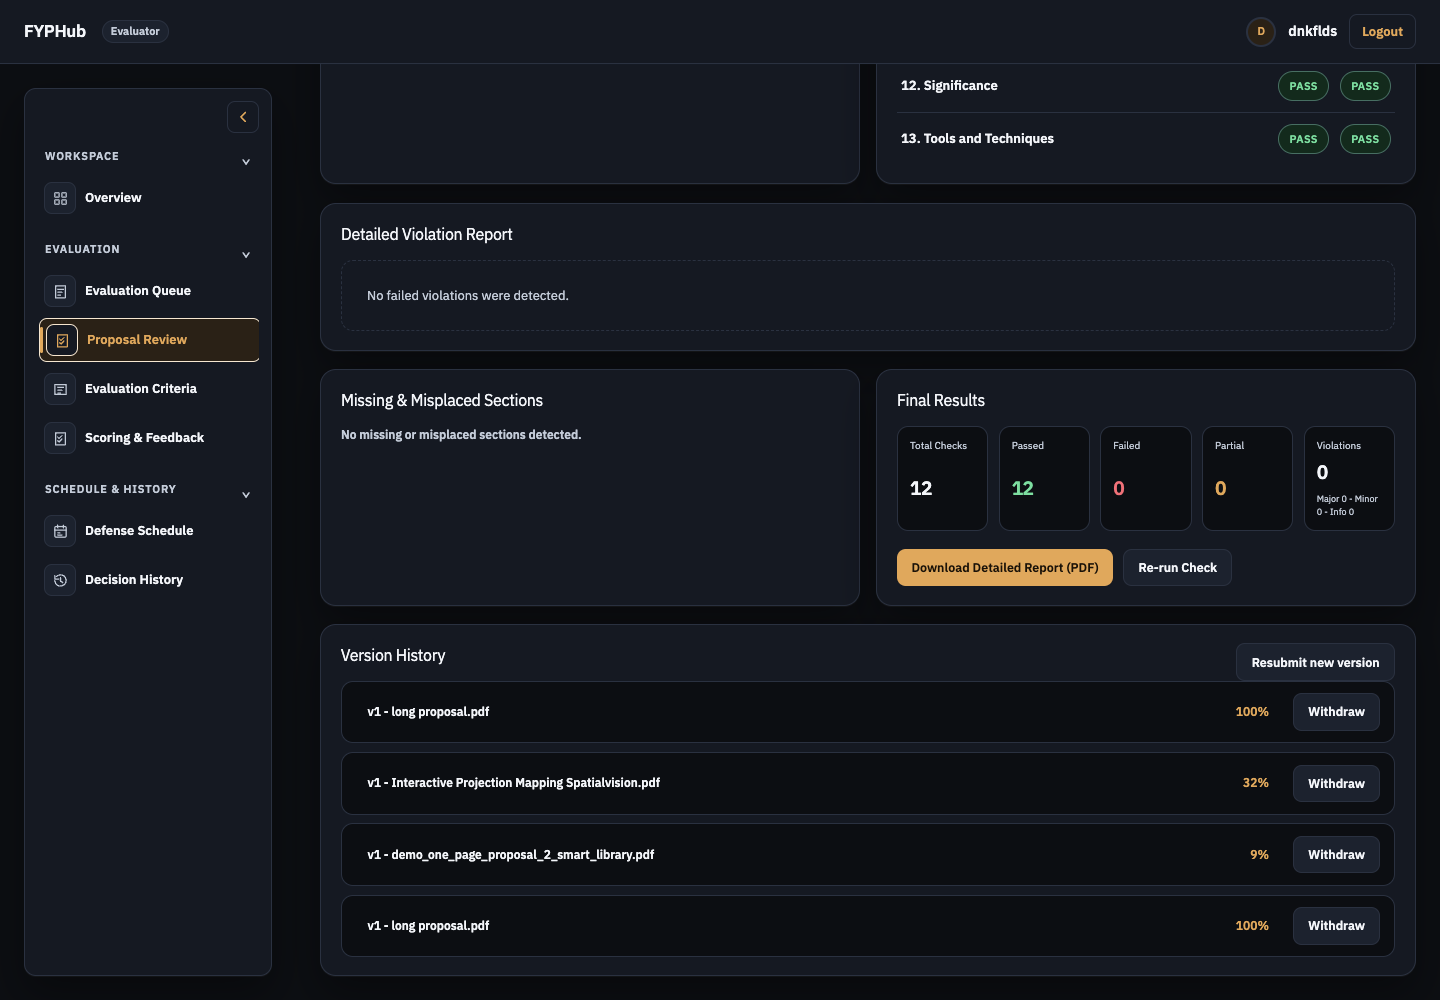 FYPHub
Evaluator
D
dnkflds
Logout
WORKSPACE
Overview
EVALUATION
Evaluation Queue
Proposal Review
Evaluation Criteria
Scoring & Feedback
SCHEDULE & HISTORY
Defense Schedule
Decision History
12. Significance
PASS
PASS
13. Tools and Techniques
PASS
PASS
Detailed Violation Report
No failed violations were detected.
Missing & Misplaced Sections
No missing or misplaced sections detected.
Final Results
Total Checks
12
Passed
12
Failed
0
Partial
0
Violations
0
Major 0 - Minor
0 - Info 0
Download Detailed Report (PDF)
Re-run Check
Version History
Resubmit new version
v1 - long proposal.pdf
100%
Withdraw
v1 - Interactive Projection Mapping Spatialvision.pdf
32%
Withdraw
v1 - demo_one_page_proposal_2_smart_library.pdf
9%
Withdraw
v1 - long proposal.pdf
100%
Withdraw